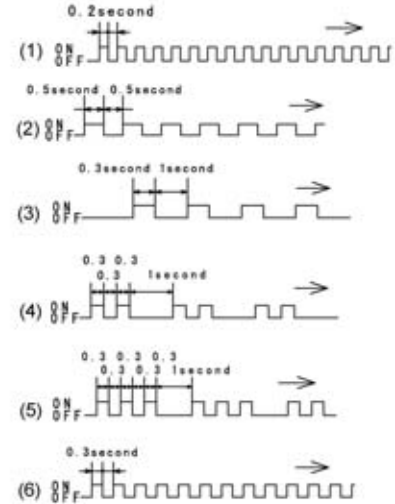 0.2second
(1) ON
OFF
0.5second 0.5second
(2) ON
OFF
0.3second 1second
(3) ON
OFF
0.3 0.3
0.3 1second
(4) ON
OFF
0.3 0.3 0.3
0.3 0.3 1second
(5) ON
OFF
0.3second
(6) ON
OFF